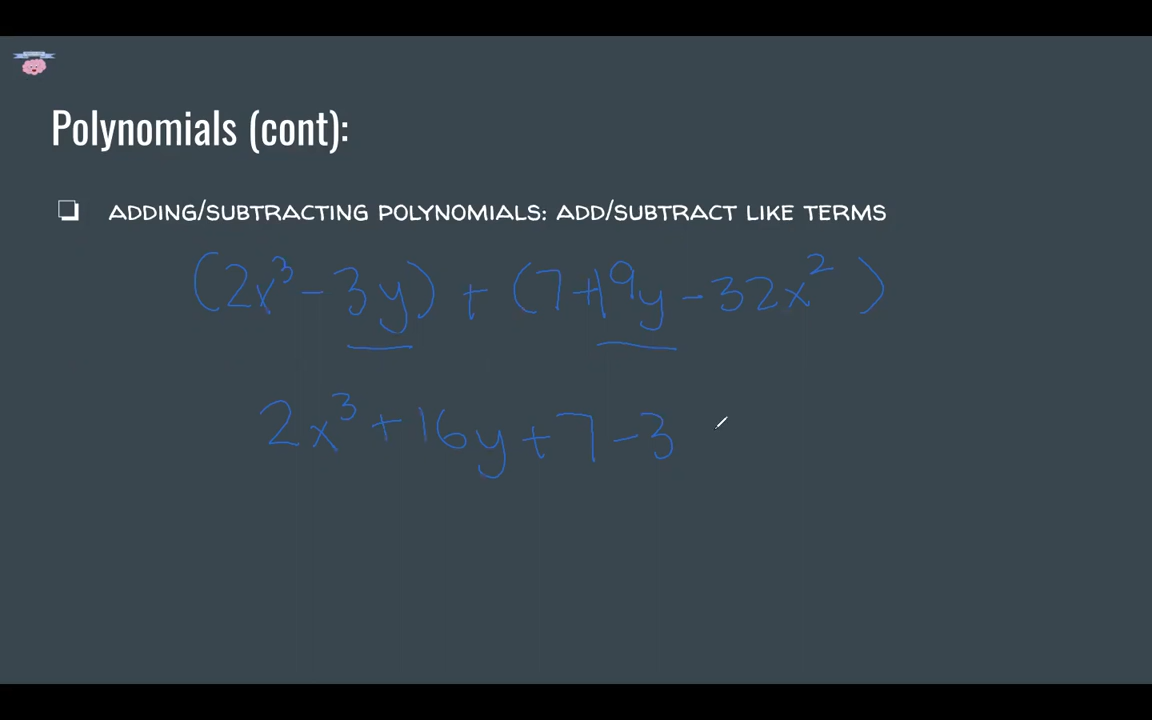 Polynomials (cont):
❏ ADDING/SUBTRACTING POLYNOMIALS: ADD/SUBTRACT LIKE TERMS
(2x³ - 3y) + (7 + 19y - 32x²)
2x³ + 16y + 7 - 3